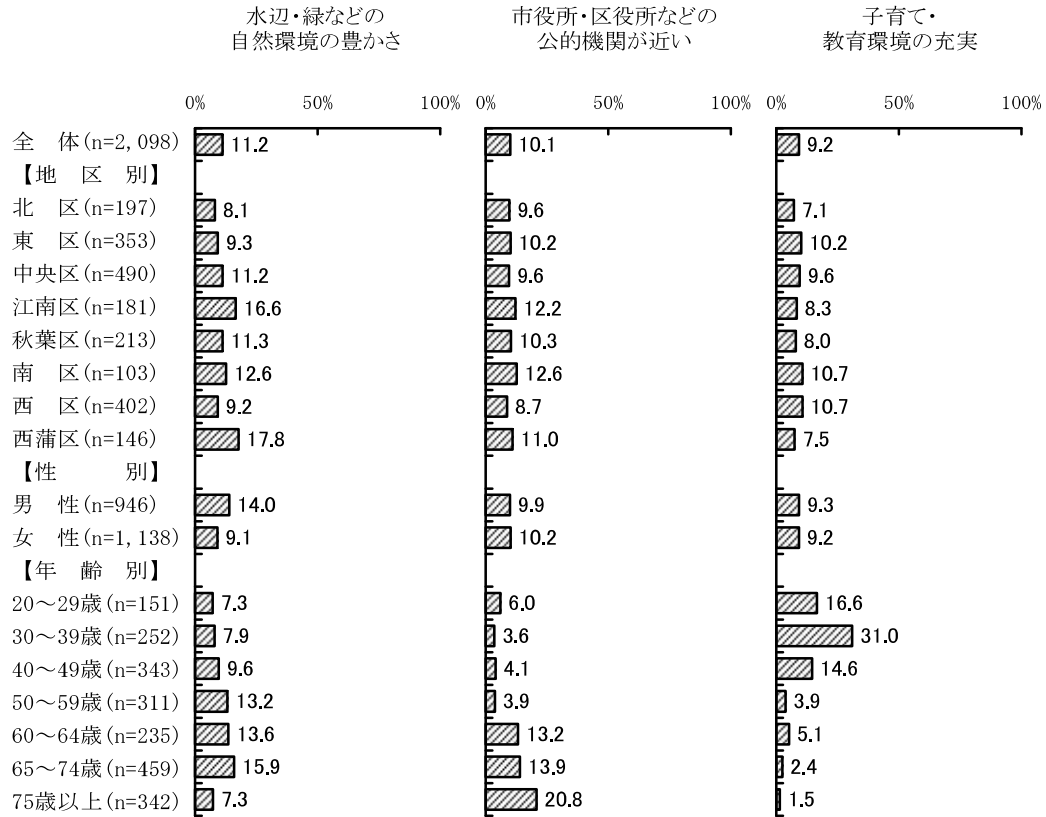 水辺・緑などの 市役所・区役所などの 子育て・
自然環境の豊かさ 公的機関が近い 教育環境の充実
0% 50% 100% 0% 50% 100% 0% 50% 100%
全 体(n=2,098) 11.2 10.1 9.2
【地 区 別】
北 区(n=197) 8.1 9.6 7.1
東 区(n=353) 9.3 10.2 10.2
中央区(n=490) 11.2 9.6 9.6
江南区(n=181) 16.6 12.2 8.3
秋葉区(n=213) 11.3 10.3 8.0
南 区(n=103) 12.6 12.6 10.7
西 区(n=402) 9.2 8.7 10.7
西蒲区(n=146) 17.8 11.0 7.5
【性 別】
男 性(n=946) 14.0 9.9 9.3
女 性(n=1,138) 9.1 10.2 9.2
【年 齢 別】
20～29歳(n=151) 7.3 6.0 16.6
30～39歳(n=252) 7.9 3.6 31.0
40～49歳(n=343) 9.6 4.1 14.6
50～59歳(n=311) 13.2 3.9 3.9
60～64歳(n=235) 13.6 13.2 5.1
65～74歳(n=459) 15.9 13.9 2.4
75歳以上(n=342) 7.3 20.8 1.5